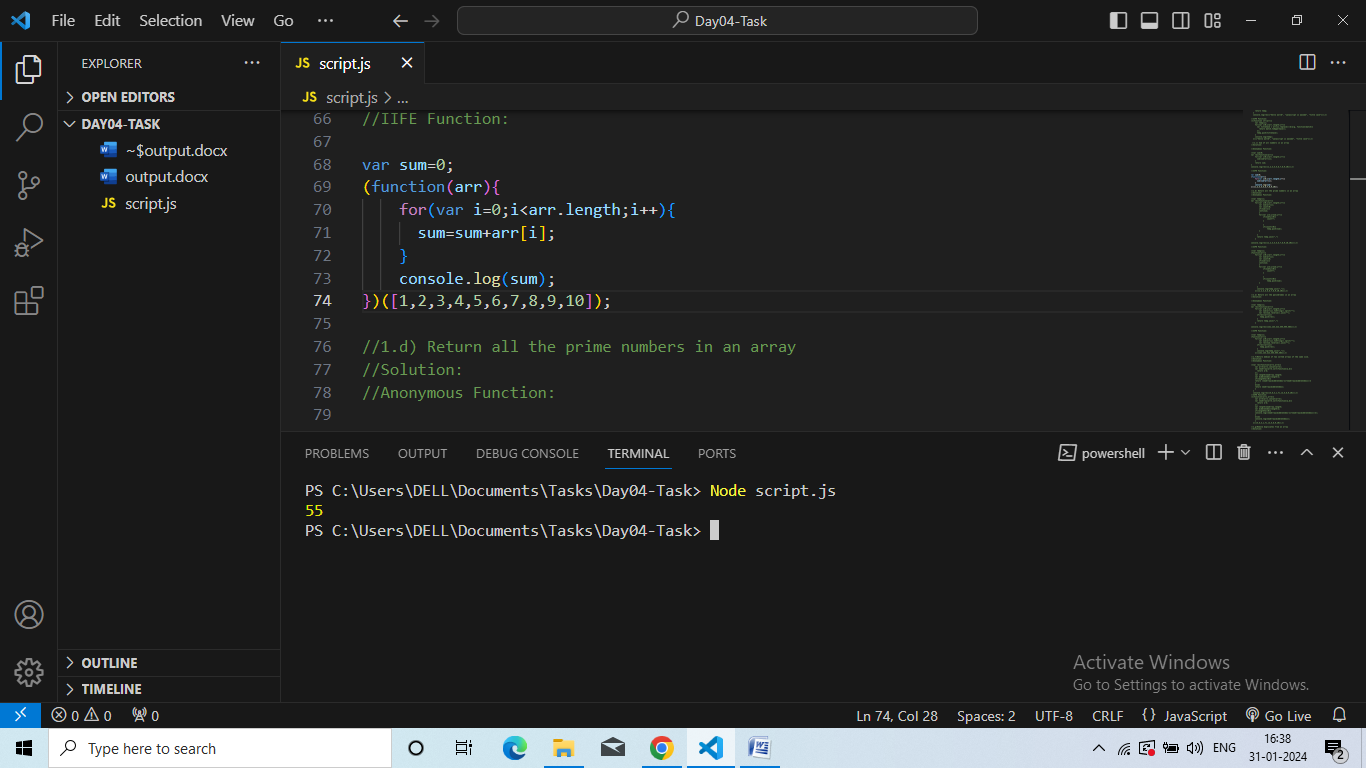 File Edit Selection View Go ··· Day04-Task
EXPLORER ···
OPEN EDITORS
DAY04-TASK
~$output.docx
output.docx
JS script.js
OUTLINE
TIMELINE
JS script.js
JS script.js > ...
66 //IIFE Function:
67
68 var sum=0;
69 (function(arr){
70 for(var i=0;i<arr.length;i++){
71 sum=sum+arr[i];
72 }
73 console.log(sum);
74 })([1,2,3,4,5,6,7,8,9,10]);
75
76 //1.d) Return all the prime numbers in an array
77 //Solution:
78 //Anonymous Function:
79
PROBLEMS OUTPUT DEBUG CONSOLE TERMINAL PORTS powershell
PS C:\Users\DELL\Documents\Tasks\Day04-Task> Node script.js
55
PS C:\Users\DELL\Documents\Tasks\Day04-Task>
Activate Windows
Go to Settings to activate Windows.
0 0 0 Ln 74, Col 28 Spaces: 2 UTF-8 CRLF {} JavaScript Go Live
Type here to search ENG 16:38
31-01-2024 2